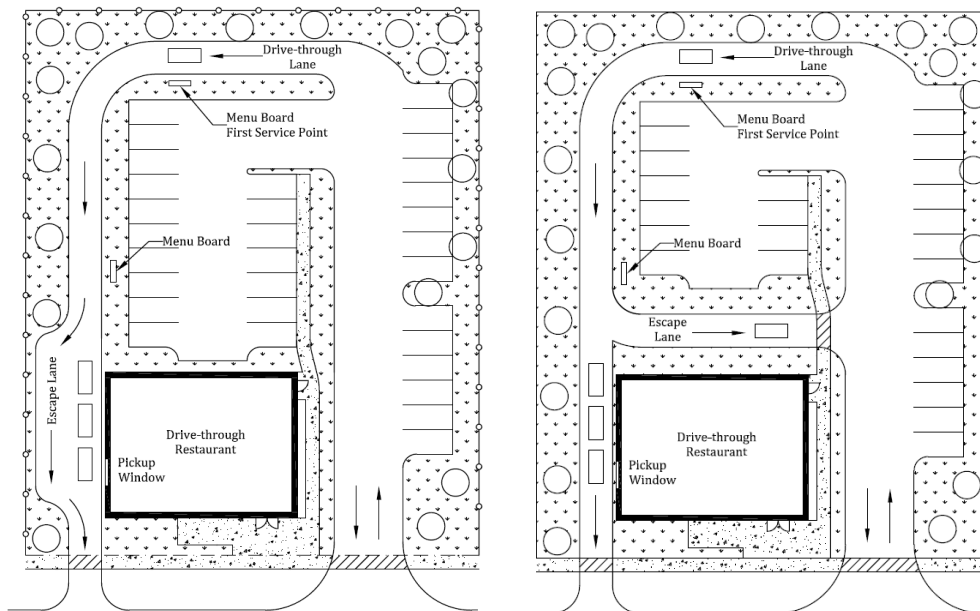 Drive-through
Lane
Menu Board
First Service Point
Menu Board
Escape Lane
Drive-through
Restaurant
Pickup
Window
Drive-through
Lane
Menu Board
First Service Point
Menu Board
Escape
Lane
Drive-through
Restaurant
Pickup
Window